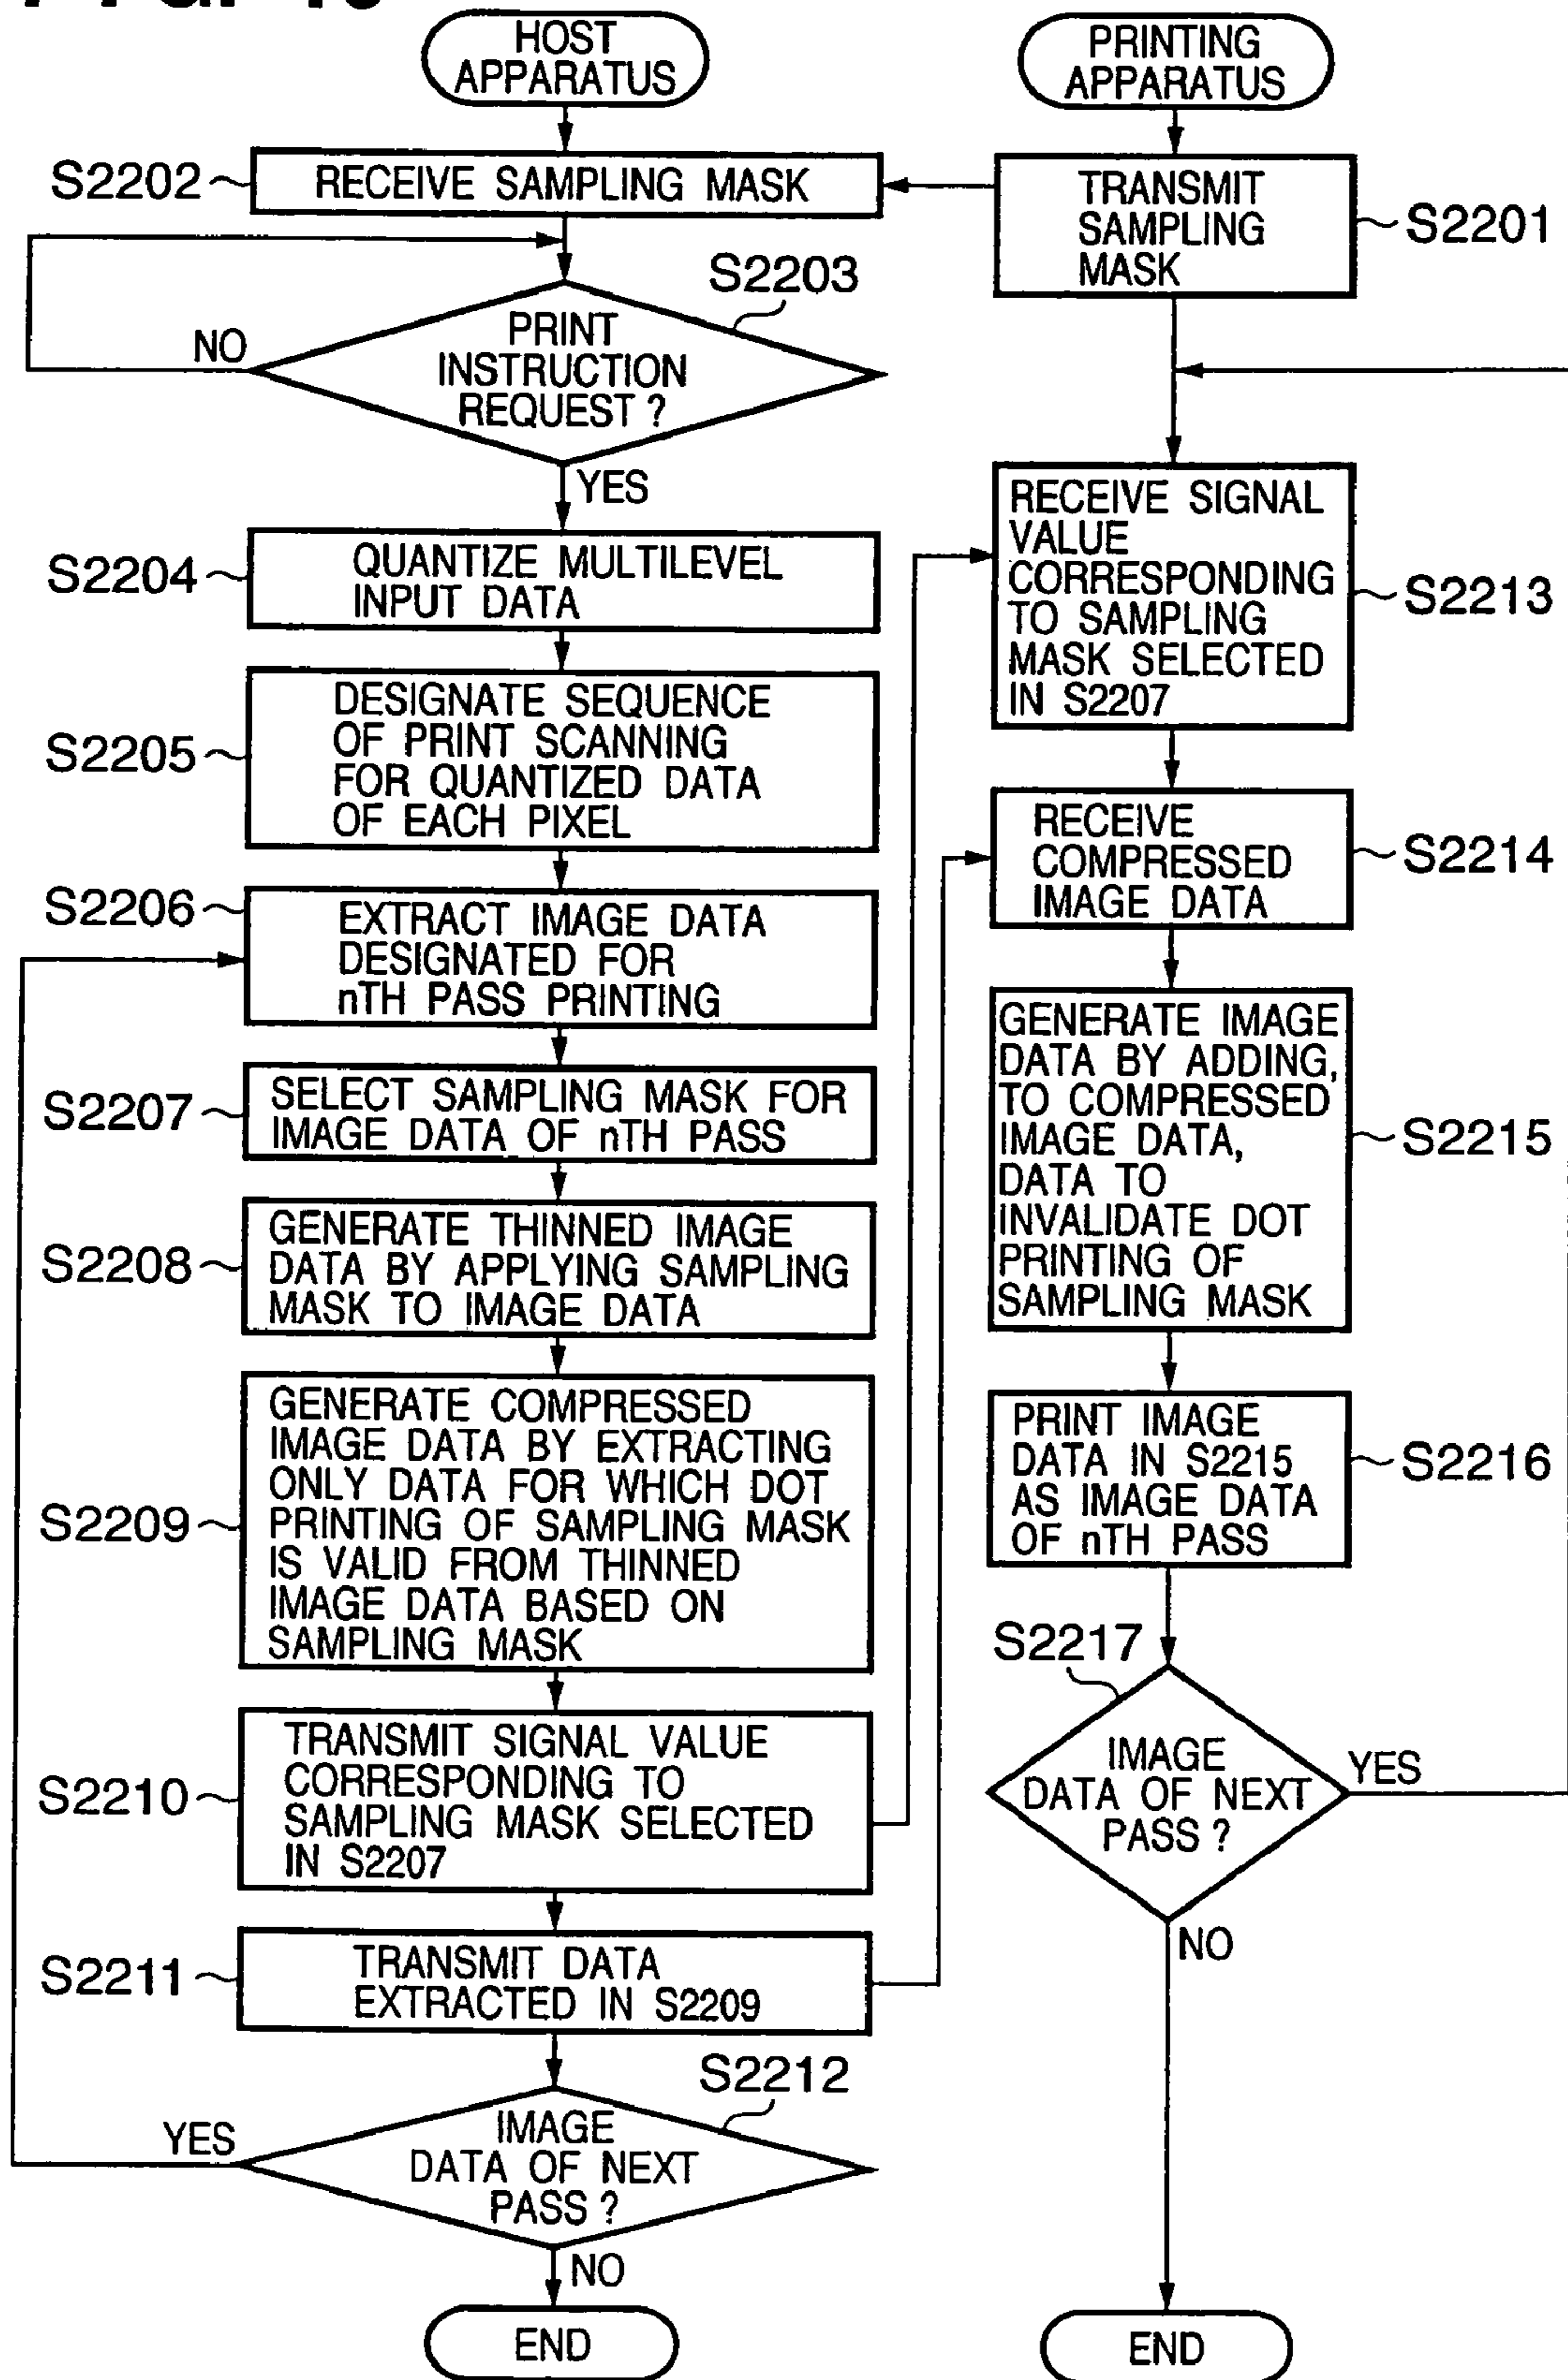 HOST
APPARATUS
S2202
RECEIVE SAMPLING MASK
S2203
PRINT
INSTRUCTION
REQUEST ?
NO
YES
S2204
QUANTIZE MULTILEVEL
INPUT DATA
S2205
DESIGNATE SEQUENCE
OF PRINT SCANNING
FOR QUANTIZED DATA
OF EACH PIXEL
S2206
EXTRACT IMAGE DATA
DESIGNATED FOR
nTH PASS PRINTING
S2207
SELECT SAMPLING MASK FOR
IMAGE DATA OF nTH PASS
S2208
GENERATE THINNED IMAGE
DATA BY APPLYING SAMPLING
MASK TO IMAGE DATA
S2209
GENERATE COMPRESSED
IMAGE DATA BY EXTRACTING
ONLY DATA FOR WHICH DOT
PRINTING OF SAMPLING MASK
IS VALID FROM THINNED
IMAGE DATA BASED ON
SAMPLING MASK
S2210
TRANSMIT SIGNAL VALUE
CORRESPONDING TO
SAMPLING MASK SELECTED
IN S2207
S2211
TRANSMIT DATA
EXTRACTED IN S2209
S2212
IMAGE
DATA OF NEXT
PASS ?
YES
NO
END
PRINTING
APPARATUS
TRANSMIT
SAMPLING
MASK
S2201
RECEIVE SIGNAL
VALUE
CORRESPONDING
TO SAMPLING
MASK SELECTED
IN S2207
S2213
RECEIVE
COMPRESSED
IMAGE DATA
S2214
GENERATE IMAGE
DATA BY ADDING,
TO COMPRESSED
IMAGE DATA,
DATA TO
INVALIDATE DOT
PRINTING OF
SAMPLING MASK
S2215
PRINT IMAGE
DATA IN S2215
AS IMAGE DATA
OF nTH PASS
S2216
S2217
IMAGE
DATA OF NEXT
PASS ?
YES
NO
END